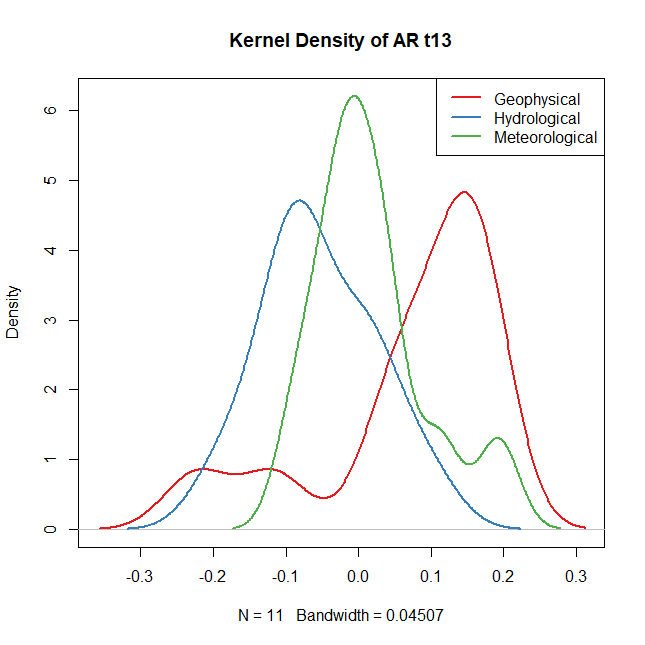 Kernel Density of AR t13
Geophysical
Hydrological
Meteorological
Density
6
5
4
3
2
1
0
-0.3 -0.2 -0.1 0.0 0.1 0.2 0.3
N = 11 Bandwidth = 0.04507